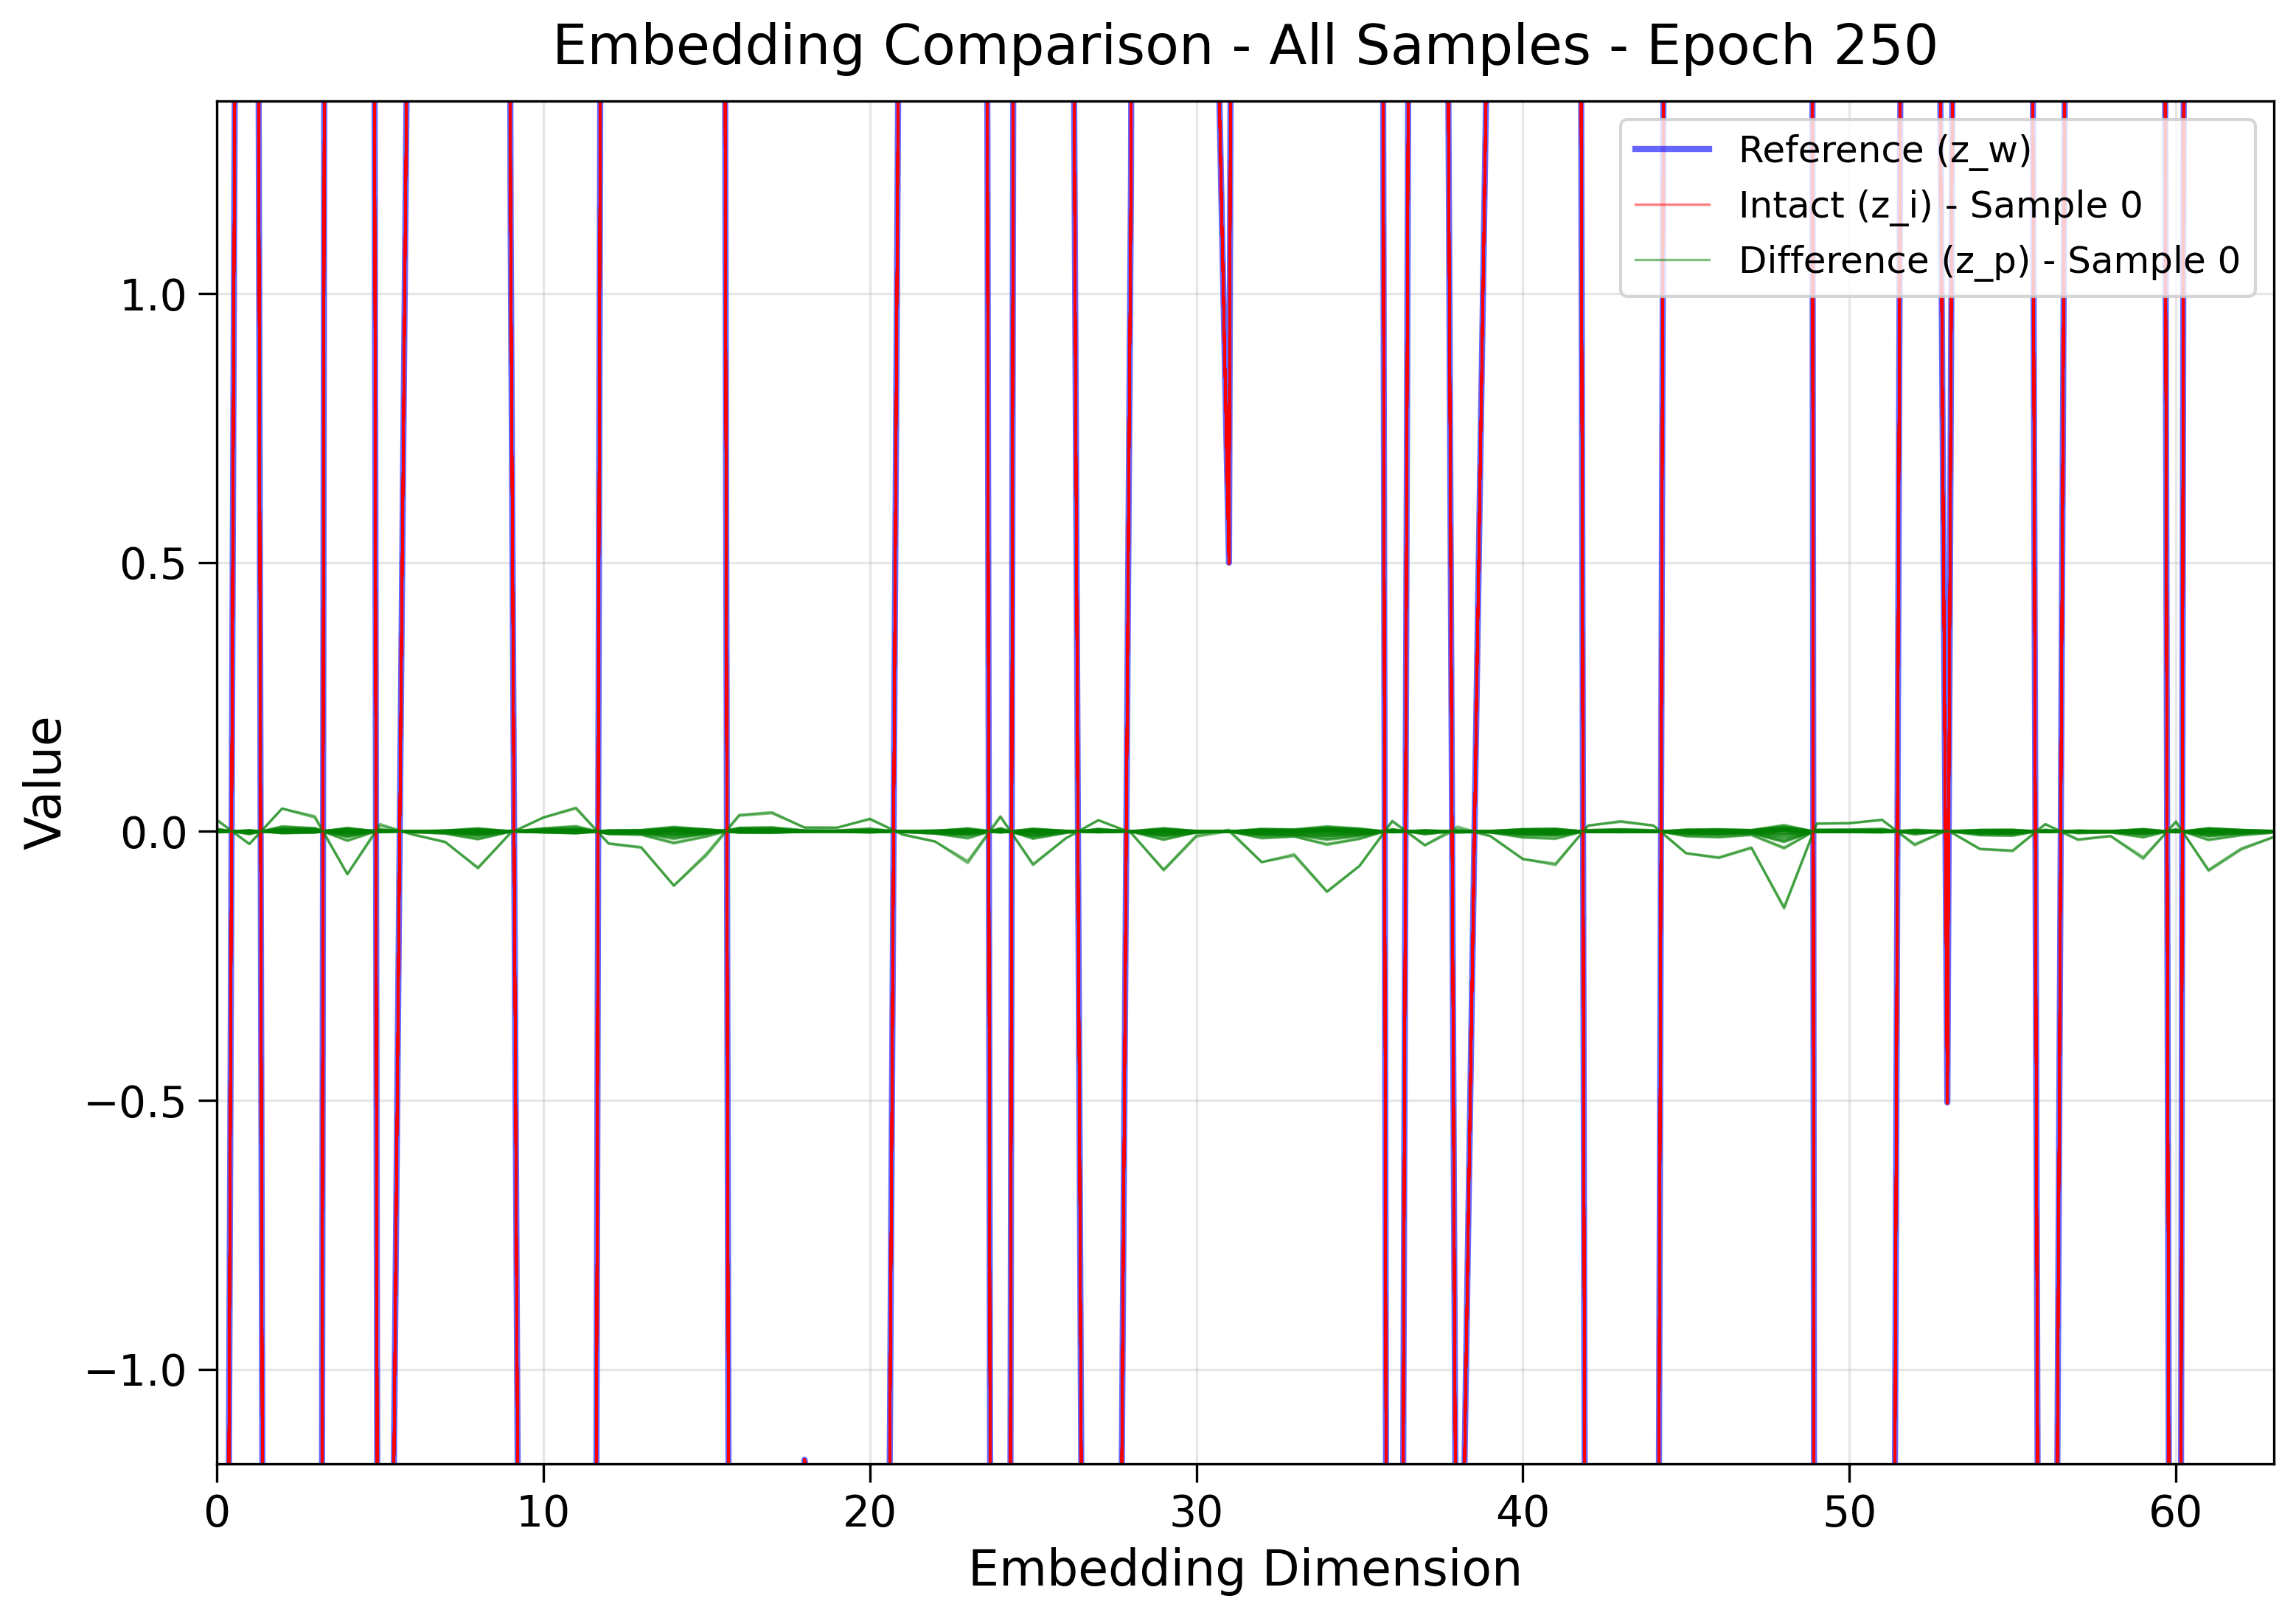 Embedding Comparison - All Samples - Epoch 250
Reference (z_w)
Intact (z_i) - Sample 0
Difference (z_p) - Sample 0
1.0
0.5
0.0
−0.5
−1.0
Value
0 10 20 30 40 50 60
Embedding Dimension